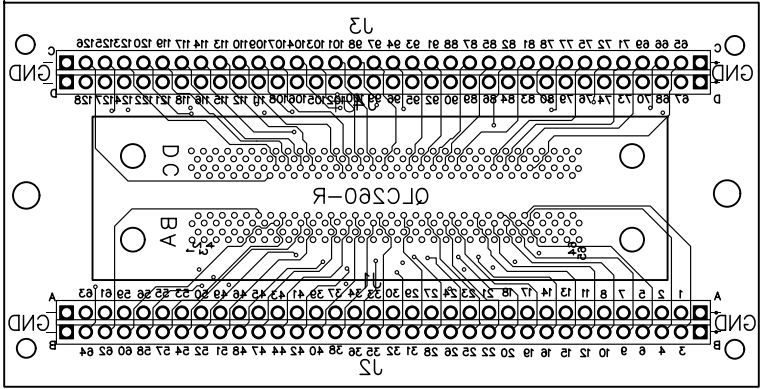 J3
C 126 125 123 120 119 117 114 113 110 109 107 104 103 101 98 97 94 93 91 88 87 85 82 81 78 77 75 72 71 69 66 65 C
GND GND
D 128 127 124 122 121 118 116 115 112 111 108 106 105 102 100 99 96 95 92 90 89 86 84 83 80 79 76 74 73 70 68 67 D
D
C
QLC260-R
B
A
J1
A 63 61 59 56 55 53 50 49 46 45 43 41 39 37 34 33 30 29 27 24 23 21 18 17 14 13 11 8 7 5 2 1 A
GND GND
B 64 62 60 58 57 54 52 51 48 47 44 42 40 38 36 35 32 31 28 26 25 22 20 19 16 15 12 10 9 6 4 3 B
J2